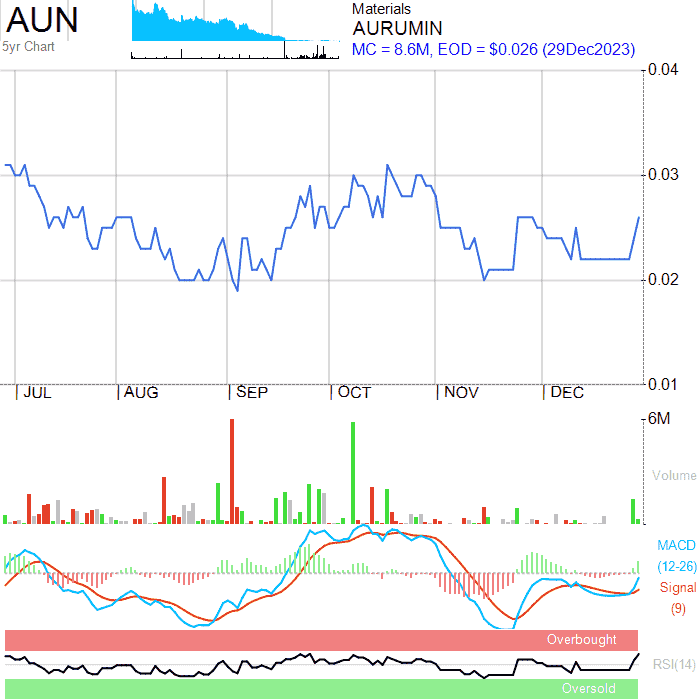 AUN
5yr Chart
Materials
AURUMIN
MC = 8.6M, EOD = $0.026 (29Dec2023)
0.04
0.03
0.02
0.01
JUL AUG SEP OCT NOV DEC
6M
Volume
MACD
(12-26)
Signal
(9)
Overbought
RSI(14)
Oversold